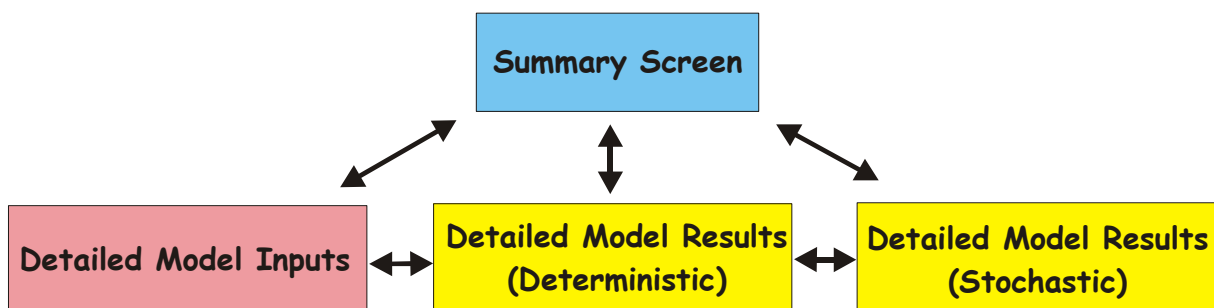 Summary Screen
Detailed Model Inputs
Detailed Model Results
(Deterministic)
Detailed Model Results
(Stochastic)